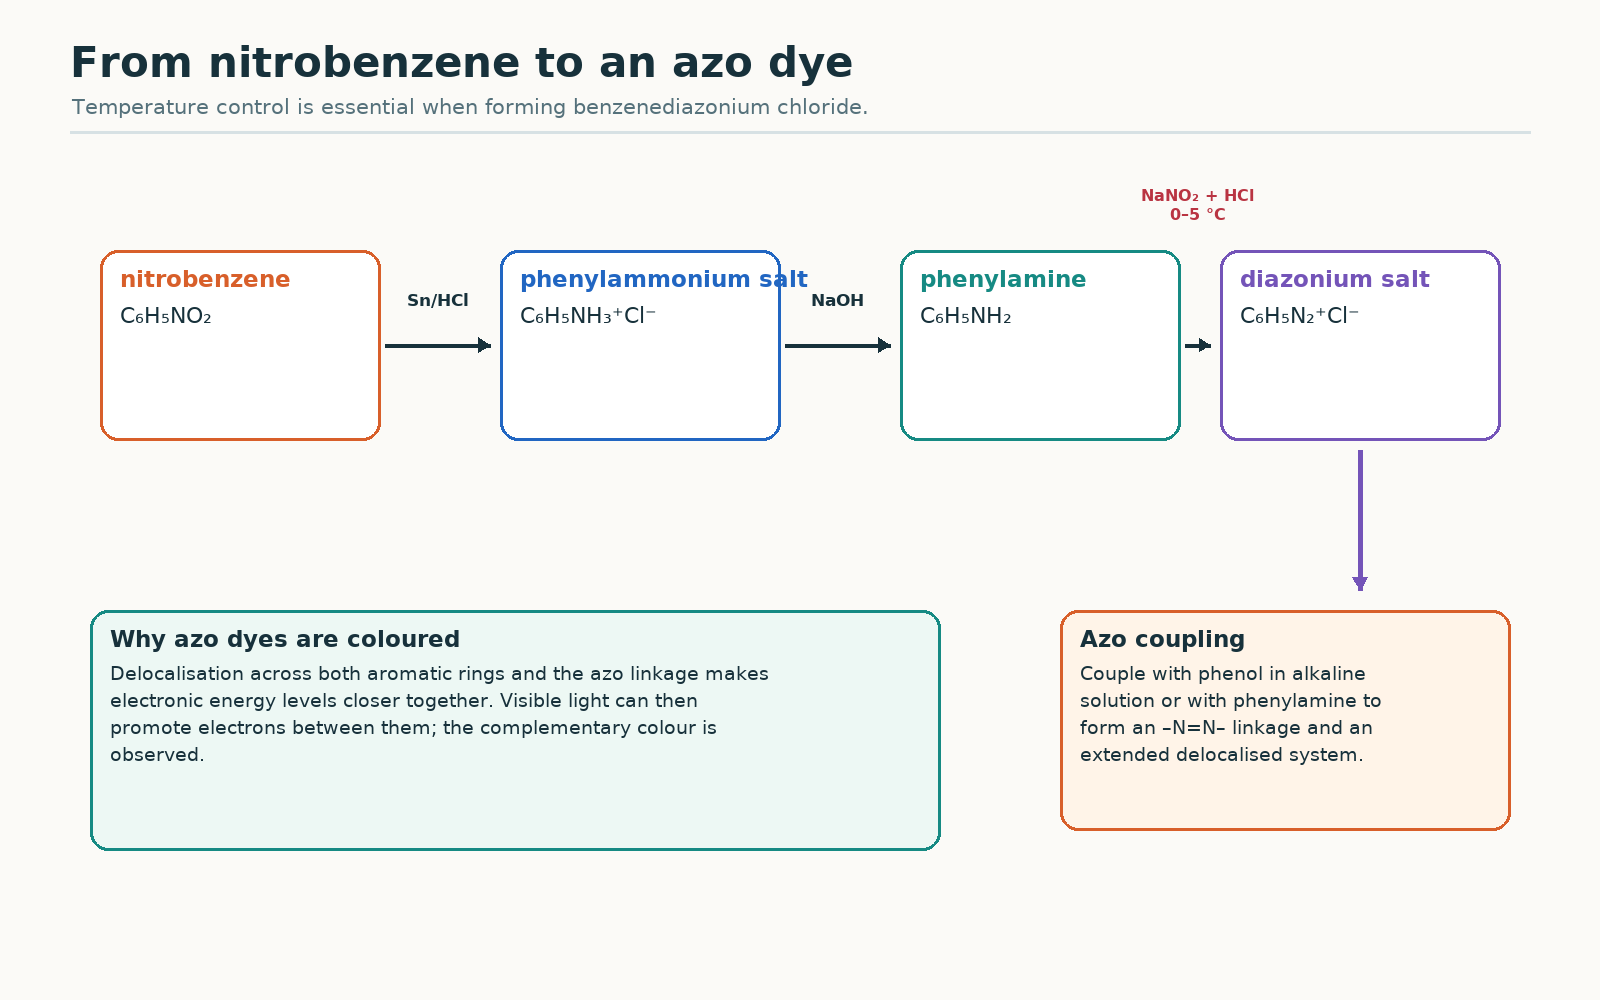 From nitrobenzene to an azo dye
Temperature control is essential when forming benzenediazonium chloride.
NaNO₂ + HCl
0–5 °C
nitrobenzene
C₆H₅NO₂
Sn/HCl
phenylammonium salt
C₆H₅NH₃⁺Cl⁻
NaOH
phenylamine
C₆H₅NH₂
diazonium salt
C₆H₅N₂⁺Cl⁻
Why azo dyes are coloured
Delocalisation across both aromatic rings and the azo linkage makes
electronic energy levels closer together. Visible light can then
promote electrons between them; the complementary colour is
observed.
Azo coupling
Couple with phenol in alkaline
solution or with phenylamine to
form an –N=N– linkage and an
extended delocalised system.